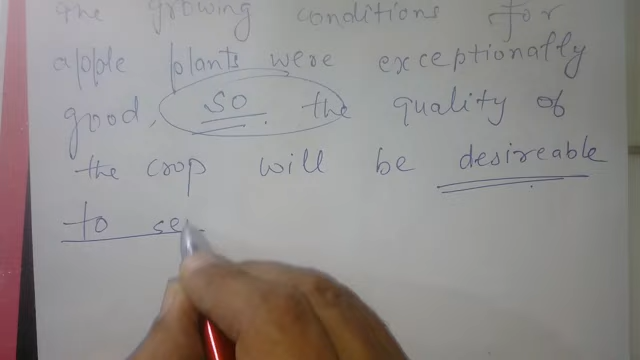 the growing conditions for
apple plants were exceptionally
good, so. the quality of
the crop will be desireable
to se